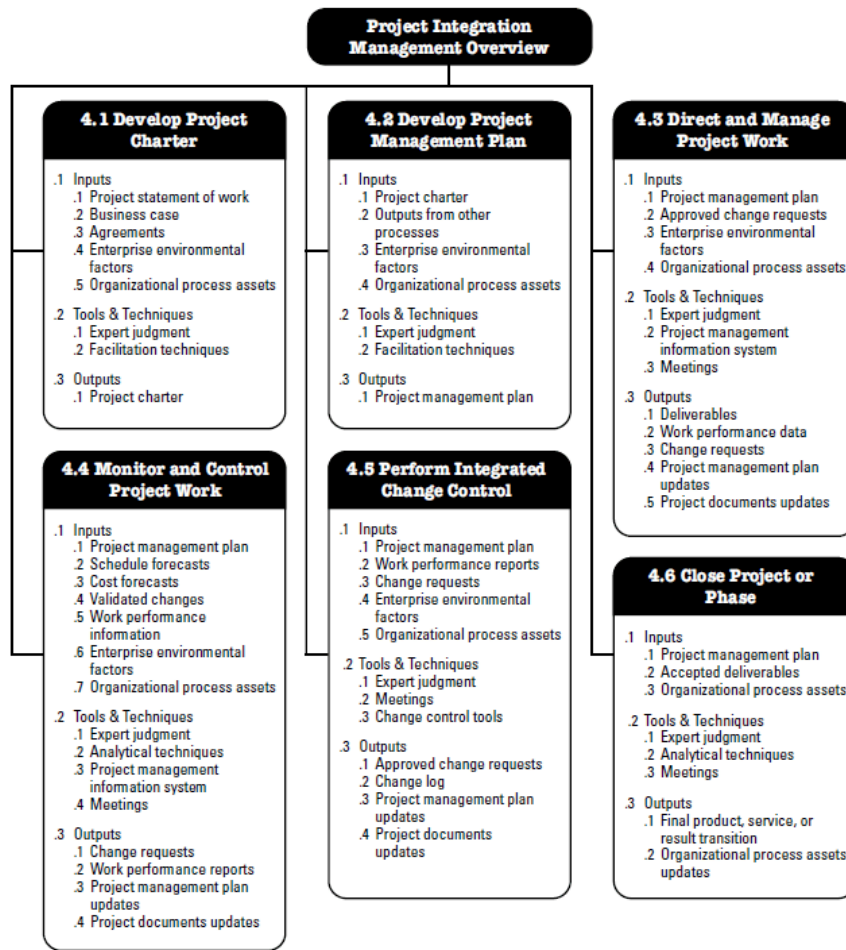 Project Integration
Management Overview
4.1 Develop Project
Charter
.1 Inputs
.1 Project statement of work
.2 Business case
.3 Agreements
.4 Enterprise environmental
factors
.5 Organizational process assets
.2 Tools & Techniques
.1 Expert judgment
.2 Facilitation techniques
.3 Outputs
.1 Project charter
4.2 Develop Project
Management Plan
.1 Inputs
.1 Project charter
.2 Outputs from other
processes
.3 Enterprise environmental
factors
.4 Organizational process assets
.2 Tools & Techniques
.1 Expert judgment
.2 Facilitation techniques
.3 Outputs
.1 Project management plan
4.3 Direct and Manage
Project Work
.1 Inputs
.1 Project management plan
.2 Approved change requests
.3 Enterprise environmental
factors
.4 Organizational process assets
.2 Tools & Techniques
.1 Expert judgment
.2 Project management
information system
.3 Meetings
.3 Outputs
.1 Deliverables
.2 Work performance data
.3 Change requests
.4 Project management plan
updates
.5 Project documents updates
4.4 Monitor and Control
Project Work
.1 Inputs
.1 Project management plan
.2 Schedule forecasts
.3 Cost forecasts
.4 Validated changes
.5 Work performance
information
.6 Enterprise environmental
factors
.7 Organizational process assets
.2 Tools & Techniques
.1 Expert judgment
.2 Analytical techniques
.3 Project management
information system
.4 Meetings
.3 Outputs
.1 Change requests
.2 Work performance reports
.3 Project management plan
updates
.4 Project documents updates
4.5 Perform Integrated
Change Control
.1 Inputs
.1 Project management plan
.2 Work performance reports
.3 Change requests
.4 Enterprise environmental
factors
.5 Organizational process assets
.2 Tools & Techniques
.1 Expert judgment
.2 Meetings
.3 Change control tools
.3 Outputs
.1 Approved change requests
.2 Change log
.3 Project management plan
updates
.4 Project documents
updates
4.6 Close Project or
Phase
.1 Inputs
.1 Project management plan
.2 Accepted deliverables
.3 Organizational process assets
.2 Tools & Techniques
.1 Expert judgment
.2 Analytical techniques
.3 Meetings
.3 Outputs
.1 Final product, service, or
result transition
.2 Organizational process assets
updates